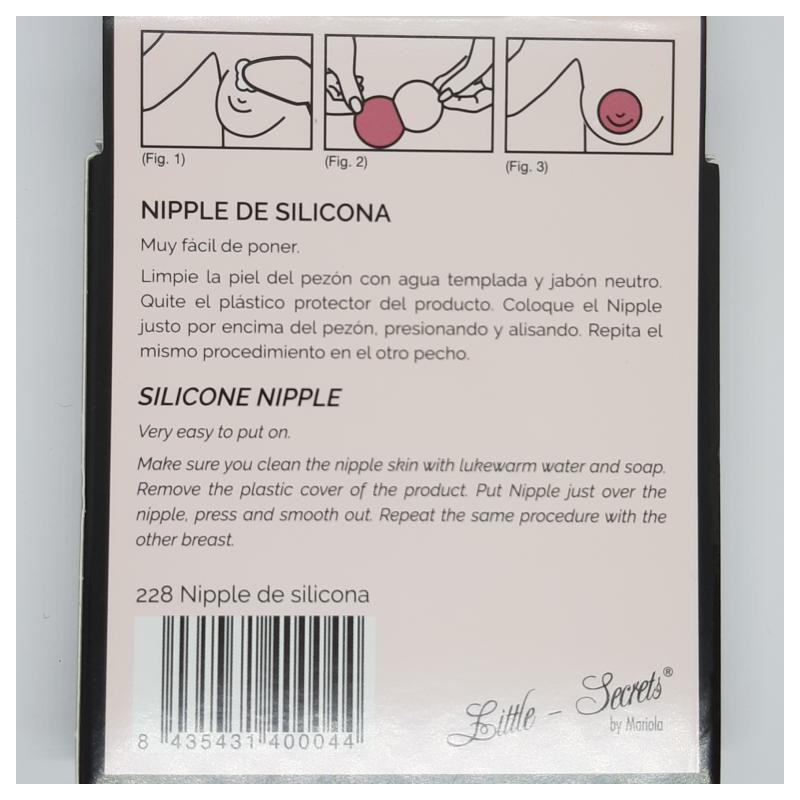 (Fig. 1)
(Fig. 2)
(Fig. 3)
NIPPLE DE SILICONA
Muy fácil de poner.
Limpie la piel del pezón con agua templada y jabón neutro.
Quite el plástico protector del producto. Coloque el Nipple
justo por encima del pezón, presionando y alisando. Repita el
mismo procedimiento en el otro pecho.
SILICONE NIPPLE
Very easy to put on.
Make sure you clean the nipple skin with lukewarm water and soap.
Remove the plastic cover of the product. Put Nipple just over the
nipple, press and smooth out. Repeat the same procedure with the
other breast.
228 Nipple de silicona
8 435431 400044
Little - Secrets®
by Mariola